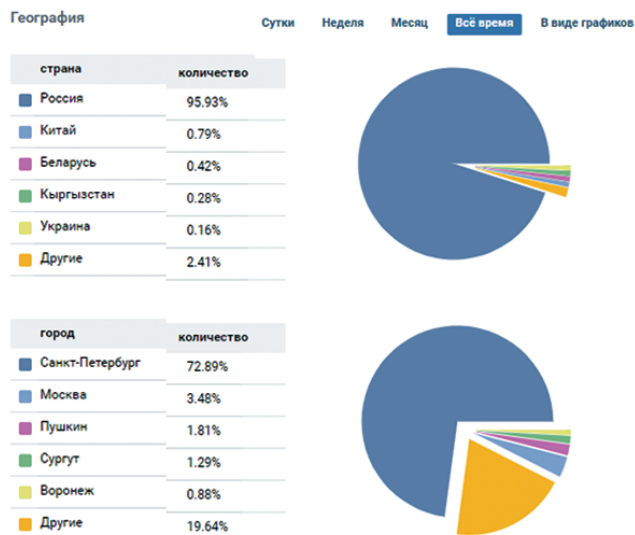 География
Сутки Неделя Месяц Всё время В виде графиков
страна количество
Россия 95.93%
Китай 0.79%
Беларусь 0.42%
Кыргызстан 0.28%
Украина 0.16%
Другие 2.41%
город количество
Санкт-Петербург 72.89%
Москва 3.48%
Пушкин 1.81%
Сургут 1.29%
Воронеж 0.88%
Другие 19.64%